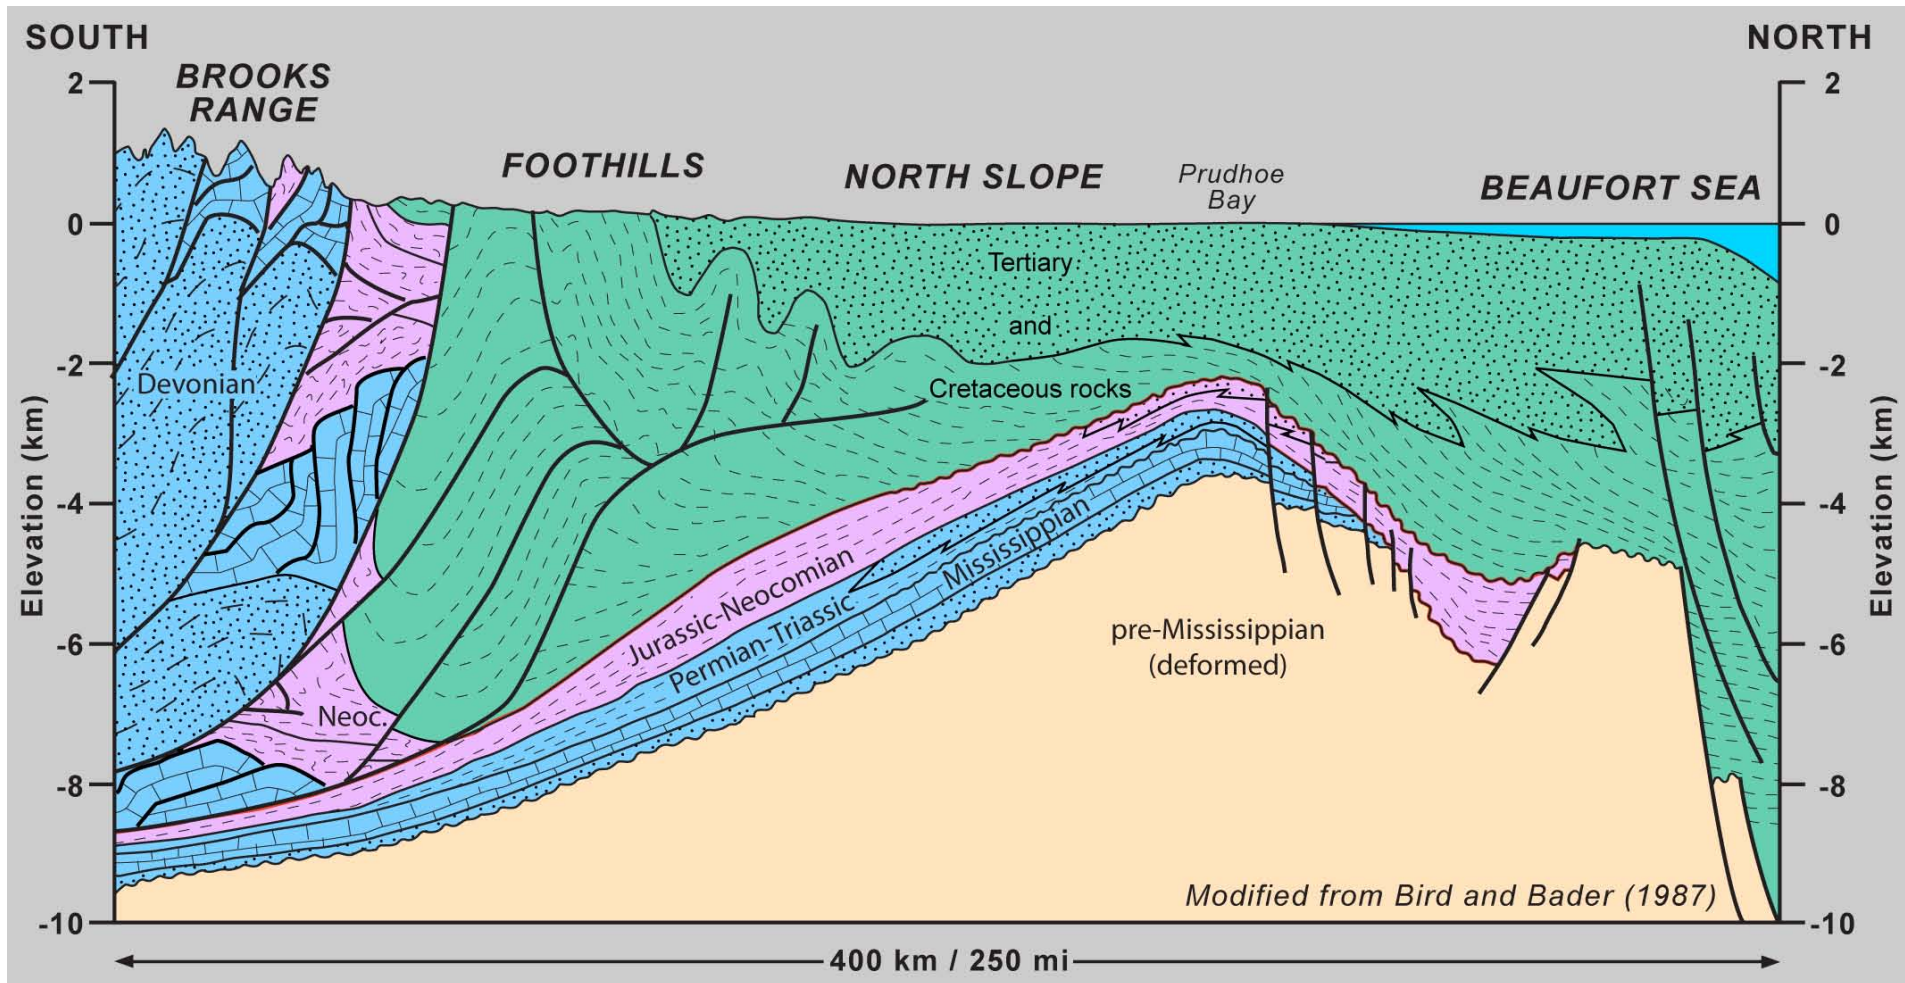 SOUTH
NORTH
BROOKS
RANGE
FOOTHILLS
NORTH SLOPE
Prudhoe
Bay
BEAUFORT SEA
2
0
-2
-4
-6
-8
-10
Elevation (km)
2
0
-2
-4
-6
-8
-10
Elevation (km)
Tertiary
and
Cretaceous rocks
Devonian
Jurassic-Neocomian
Permian-Triassic
Mississippian
Neoc.
pre-Mississippian
(deformed)
Modified from Bird and Bader (1987)
400 km / 250 mi